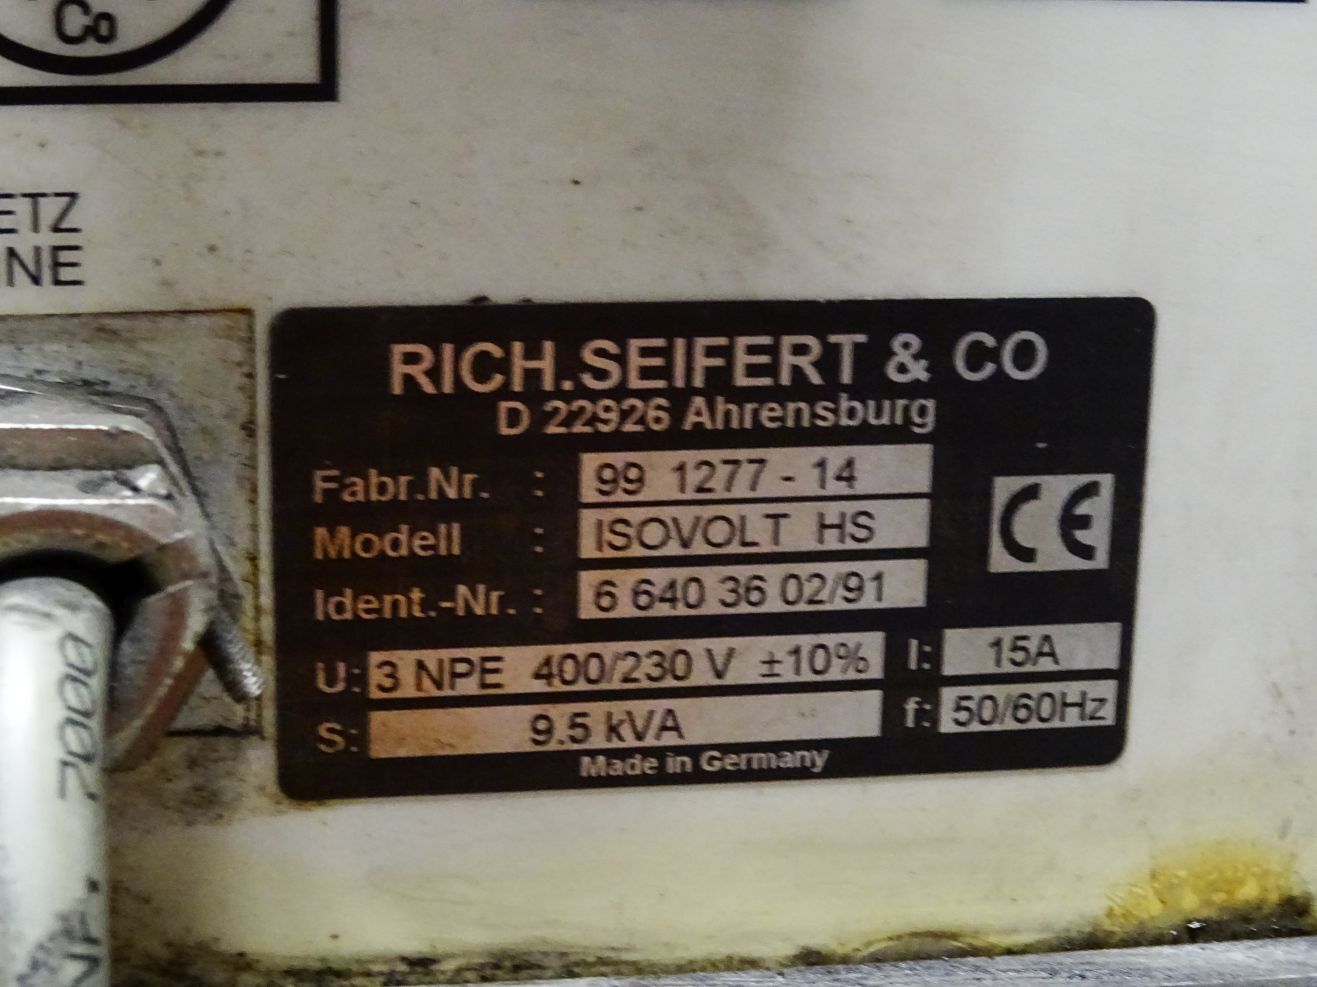 Co
ETZ
INE
RICH.SEIFERT & CO
D 22926 Ahrensburg
Fabr.Nr. : 99 1277 - 14
Modell : ISOVOLT HS
CE
Ident.-Nr. : 6 640 36 02/91
U: 3 NPE 400/230 V ±10% I: 15A
S: 9.5 kVA f: 50/60Hz
Made in Germany